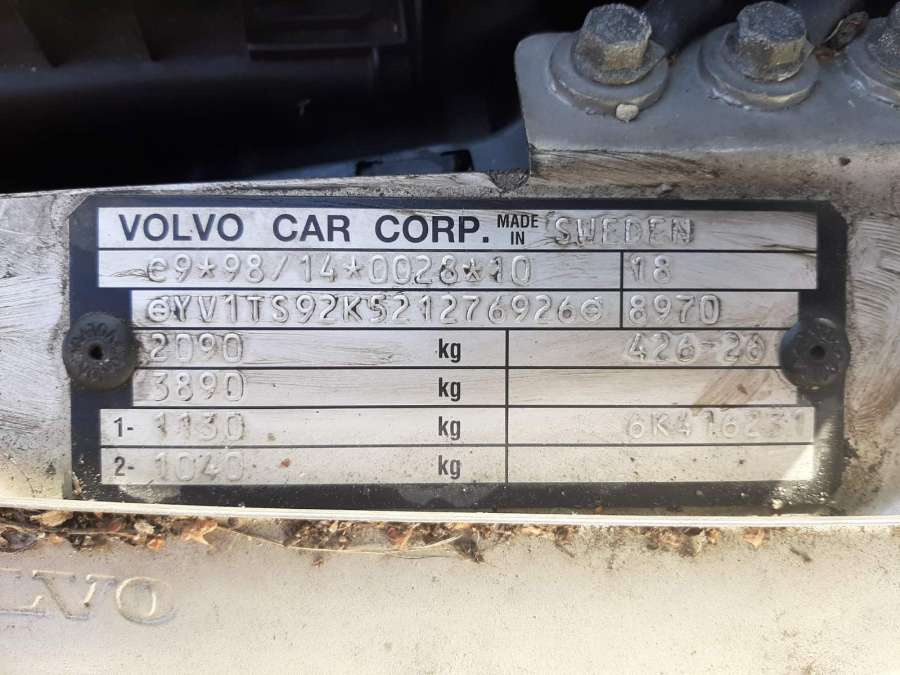 VOLVO CAR CORP. MADE IN SWEDEN
e9*98/14*0028*10 18
YV1TS92K521276926 8970
2090 kg 426-26
3890 kg
1- 1130 kg 6K416231
2- 1040 kg
LVO